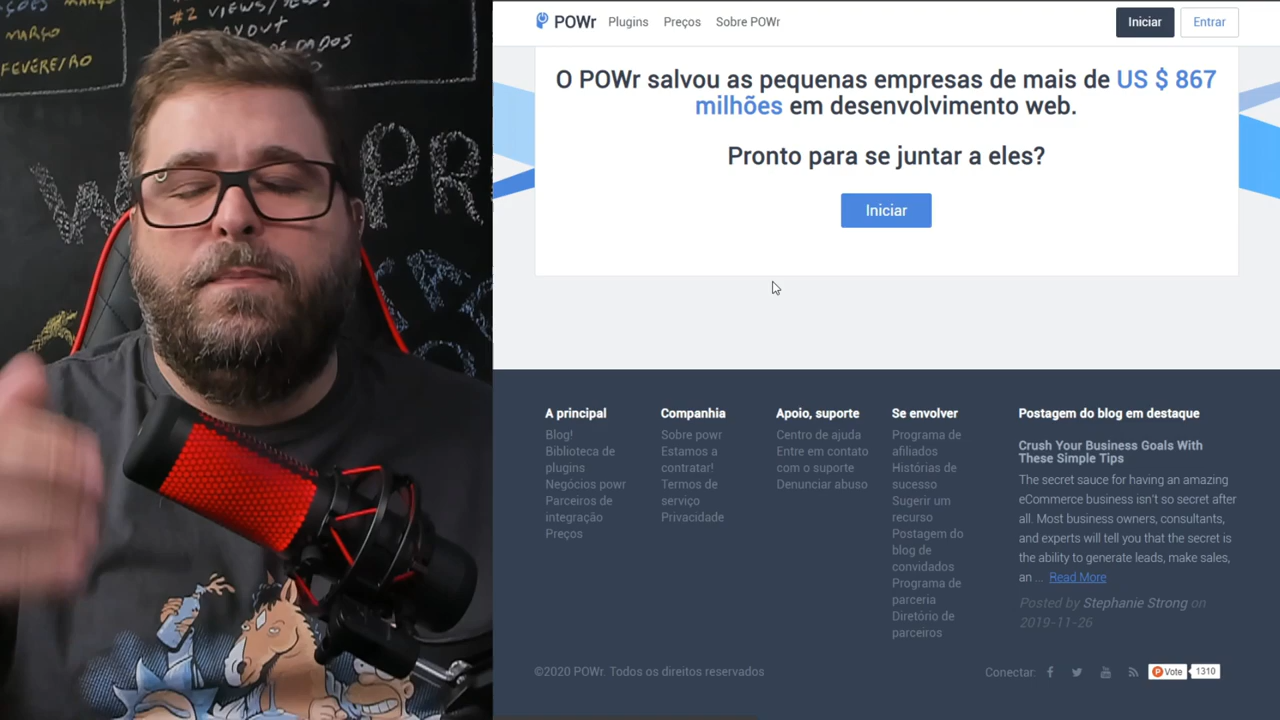 MARÇO
FEVEREIRO
#2 VIEWS/
POWr
Plugins
Preços
Sobre POWr
Iniciar
Entrar
O POWr salvou as pequenas empresas de mais de US $ 867
milhões em desenvolvimento web.
Pronto para se juntar a eles?
Iniciar
A principal
Blog!
Biblioteca de
plugins
Negócios powr
Parceiros de
integração
Preços
Companhia
Sobre powr
Estamos a
contratar!
Termos de
serviço
Privacidade
Apoio, suporte
Centro de ajuda
Entre em contato
com o suporte
Denunciar abuso
Se envolver
Programa de
afiliados
Histórias de
sucesso
Sugerir um
recurso
Postagem do
blog de
convidados
Programa de
parceria
Diretório de
parceiros
Postagem do blog em destaque
Crush Your Business Goals With
These Simple Tips
The secret sauce for having an amazing
eCommerce business isn't so secret after
all. Most business owners, consultants,
and experts will tell you that the secret is
the ability to generate leads, make sales,
an ... Read More
Posted by Stephanie Strong on
2019-11-26
©2020 POWr. Todos os direitos reservados
Conectar:
Vote
1310